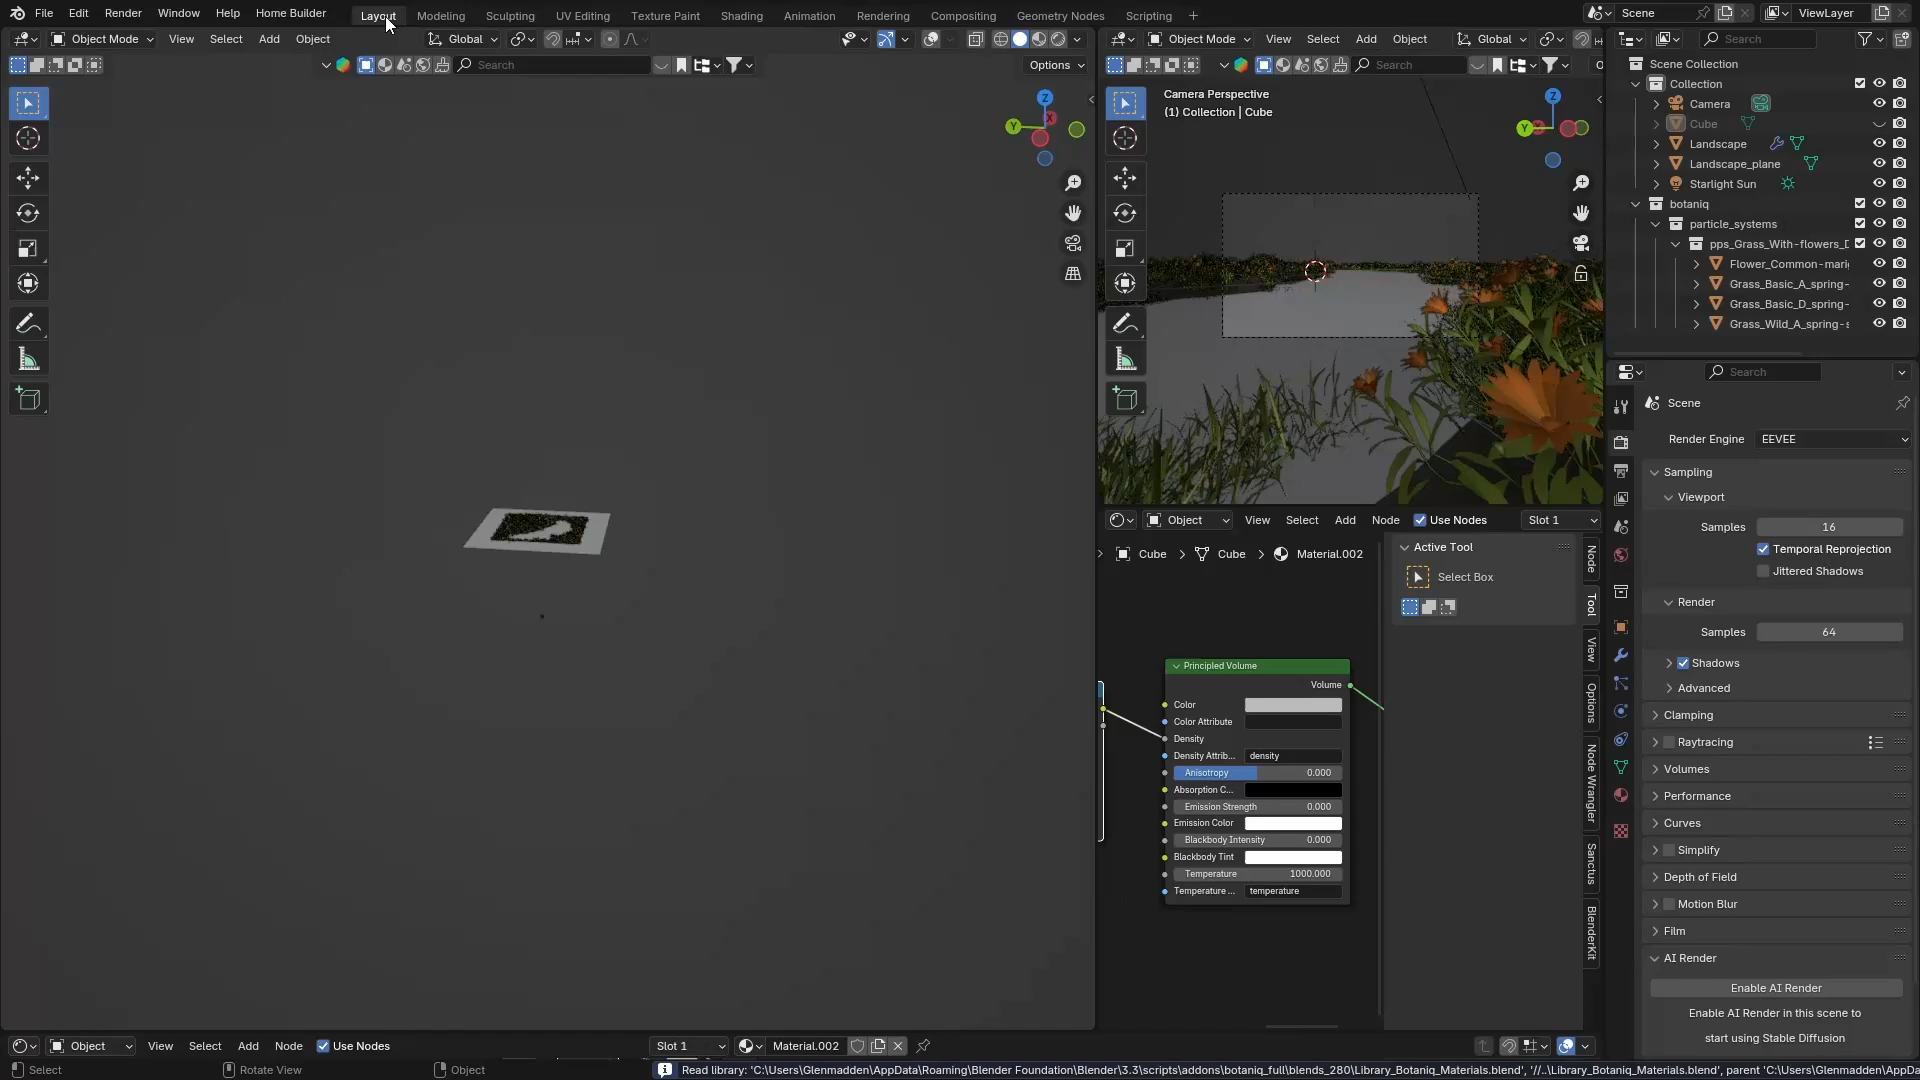 File Edit Render Window Help Home Builder Layout Modeling Sculpting UV Editing Texture Paint Shading Animation Rendering Compositing Geometry Nodes Scripting + Scene ViewLayer
Object Mode View Select Add Object Global
Object Mode View Select Add Object Global
Search
Search Options
Search
Camera Perspective
(1) Collection | Cube
Z
Y
X
Z
Y
Scene Collection
Collection
Camera
Cube
Landscape
Landscape_plane
Starlight Sun
botaniq
particle_systems
pps_Grass_With-flowers_D
Flower_Common-mari
Grass_Basic_A_spring-
Grass_Basic_D_spring-
Grass_Wild_A_spring-s
Search
Scene
Render Engine EEVEE
Sampling
Viewport
Samples 16
Temporal Reprojection
Jittered Shadows
Render
Samples 64
Shadows
Advanced
Clamping
Raytracing
Volumes
Performance
Curves
Simplify
Depth of Field
Motion Blur
Film
AI Render
Enable AI Render
Enable AI Render in this scene to
start using Stable Diffusion
Object View Select Add Node Use Nodes Slot 1
Cube Cube Material.002
Active Tool
Select Box
Node
Tool
View
Options
Node Wrangler
Sanctus
BlenderKit
Principled Volume
Volume
Color
Color Attribute
Density
Density Attrib... density
Anisotropy 0.000
Absorption C...
Emission Strength 0.000
Emission Color
Blackbody Intensity 0.000
Blackbody Tint
Temperature 1000.000
Temperature ... temperature
Object View Select Add Node Use Nodes Slot 1 Material.002
Select Rotate View Object Read library: 'C:\Users\Glenmadden\AppData\Roaming\Blender Foundation\Blender\3.3\scripts\addons\botaniq_full\blends_280\Library_Botaniq_Materials.blend', '//..\Library_Botaniq_Materials.blend', parent 'C:\Users\Glenmadden\AppDa